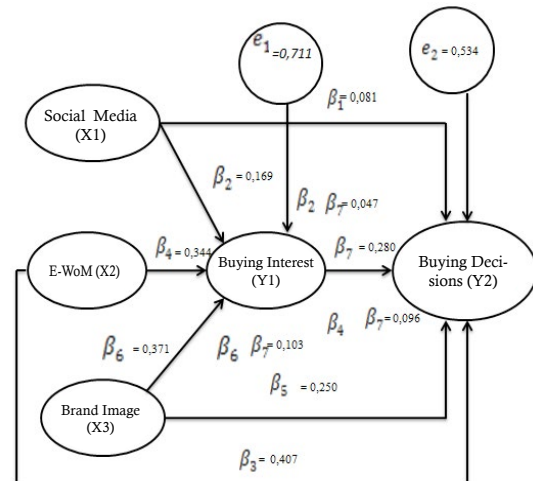 e1=0,711
e2 = 0,534
β1= 0,081
Social Media
(X1)
β2 = 0,169
β2 β7= 0,047
E-WoM (X2)
β4= 0,344
Buying Interest
(Y1)
β7 = 0,280
Buying Deci-
sions (Y2)
β4 β7= 0,096
β6 = 0,371
β6 β7= 0,103
β5 = 0,250
Brand Image
(X3)
β3 = 0,407